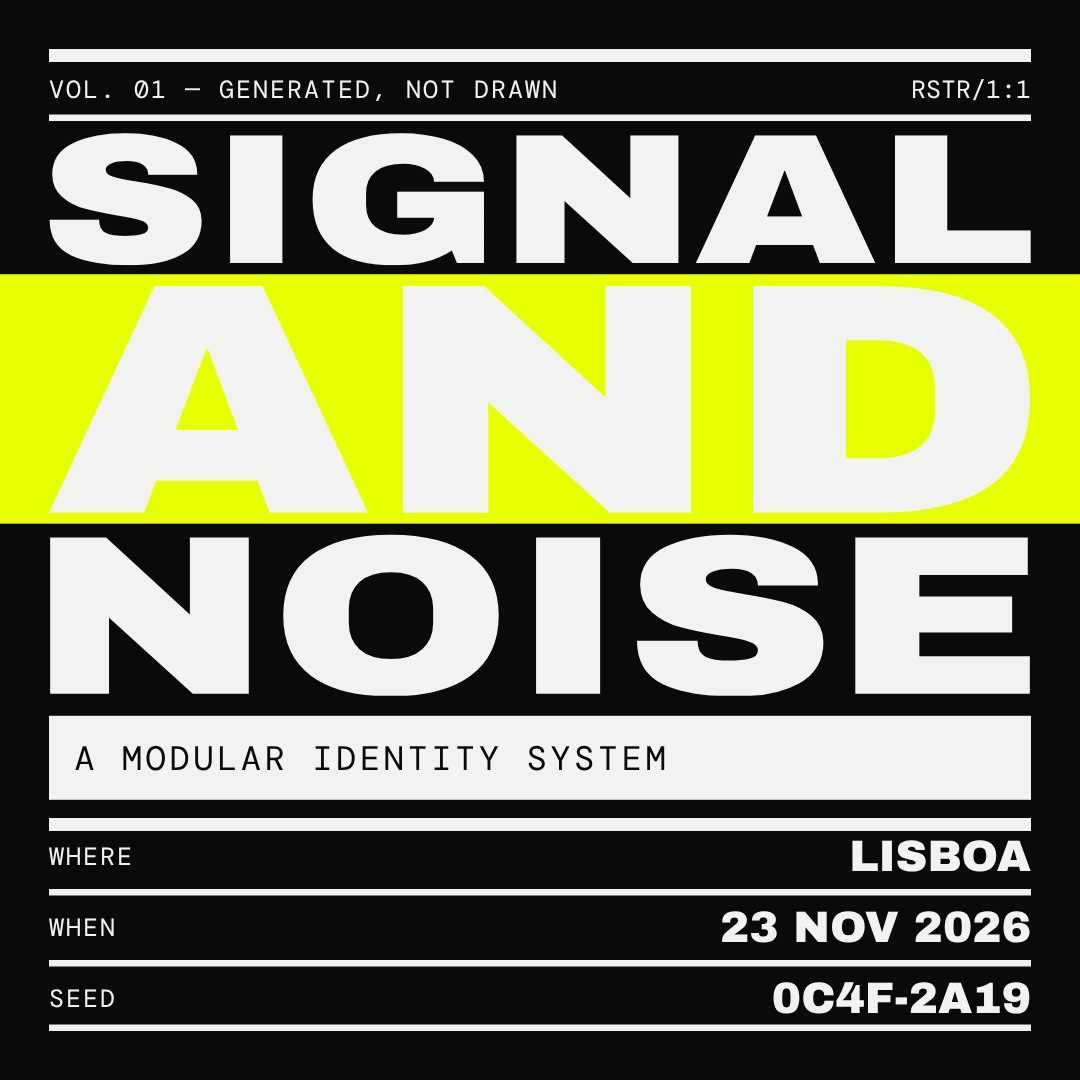 VOL. 01 — GENERATED, NOT DRAWN RSTR/1:1
SIGNAL
AND
NOISE
A MODULAR IDENTITY SYSTEM
WHERE LISBOA
WHEN 23 NOV 2026
SEED 0C4F-2A19